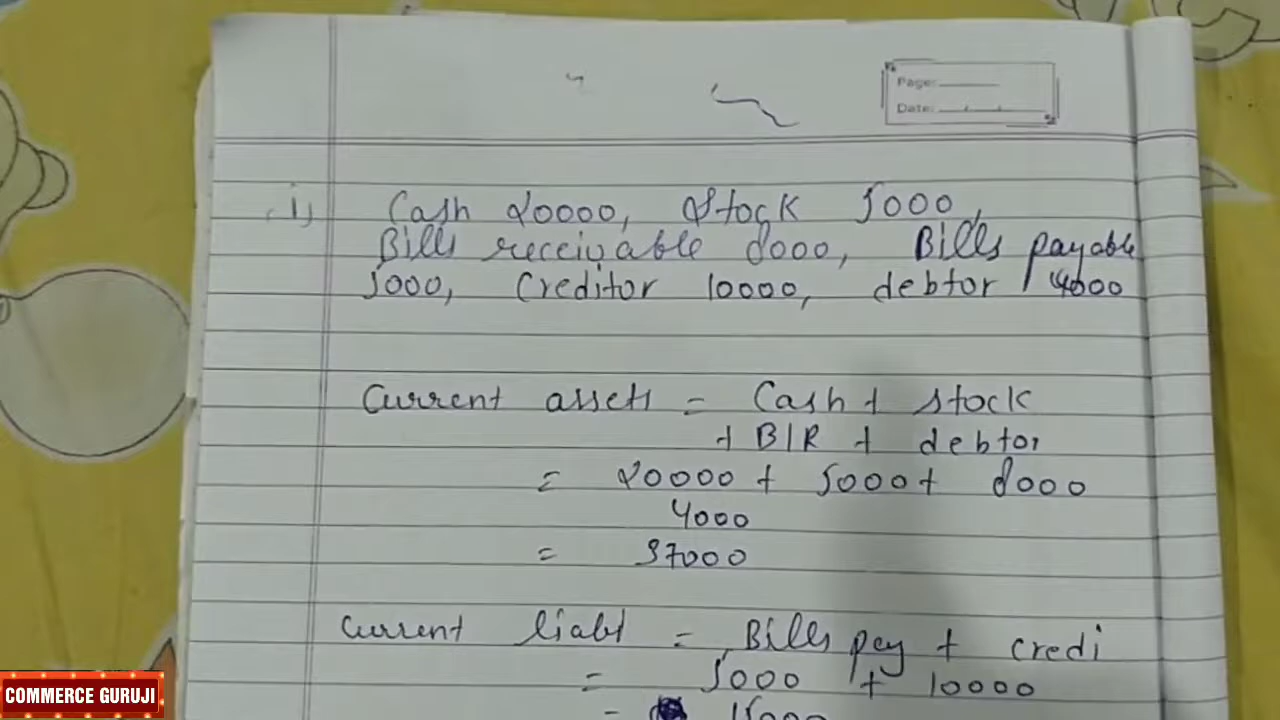 Page:
Date:
i) Cash 20000, Stock 5000,
Bills receivable 8000, Bills payable
5000, Creditor 10000, debtor 4000
Current assets = Cash + stock
+ B/R + debtor
= 20000 + 5000 + 8000
4000
= 37000
Current liabt = Bills pay + credi
= 5000 + 10000
= 15000
COMMERCE GURUJI